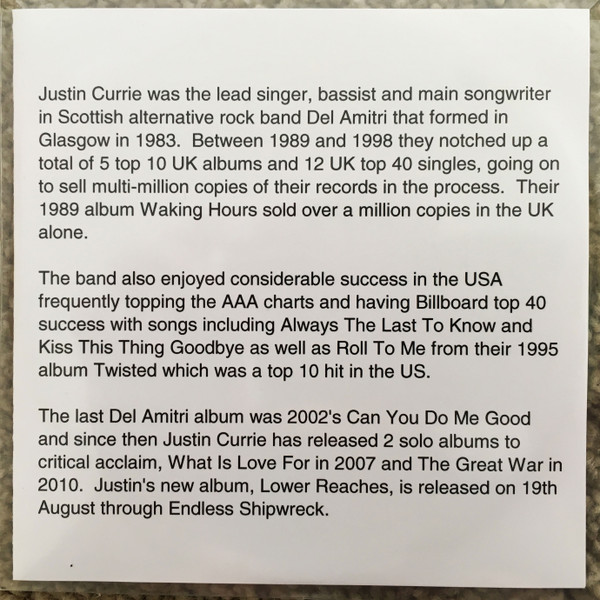 Justin Currie was the lead singer, bassist and main songwriter
in Scottish alternative rock band Del Amitri that formed in
Glasgow in 1983.  Between 1989 and 1998 they notched up a
total of 5 top 10 UK albums and 12 UK top 40 singles, going on
to sell multi-million copies of their records in the process.  Their
1989 album Waking Hours sold over a million copies in the UK
alone.

The band also enjoyed considerable success in the USA
frequently topping the AAA charts and having Billboard top 40
success with songs including Always The Last To Know and
Kiss This Thing Goodbye as well as Roll To Me from their 1995
album Twisted which was a top 10 hit in the US.

The last Del Amitri album was 2002's Can You Do Me Good
and since then Justin Currie has released 2 solo albums to
critical acclaim, What Is Love For in 2007 and The Great War in
2010.  Justin's new album, Lower Reaches, is released on 19th
August through Endless Shipwreck.